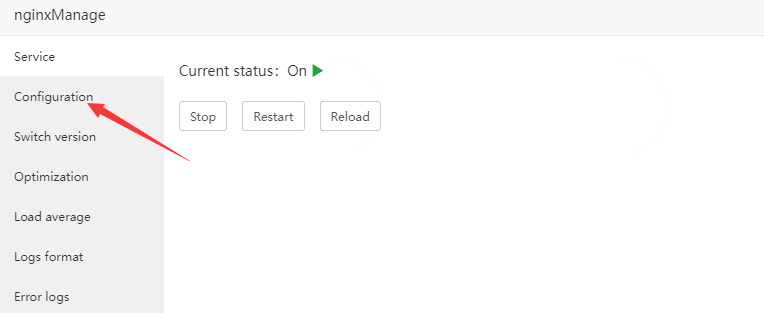 nginxManage
Service
Configuration
Switch version
Optimization
Load average
Logs format
Error logs
Current status： On
Stop Restart Reload